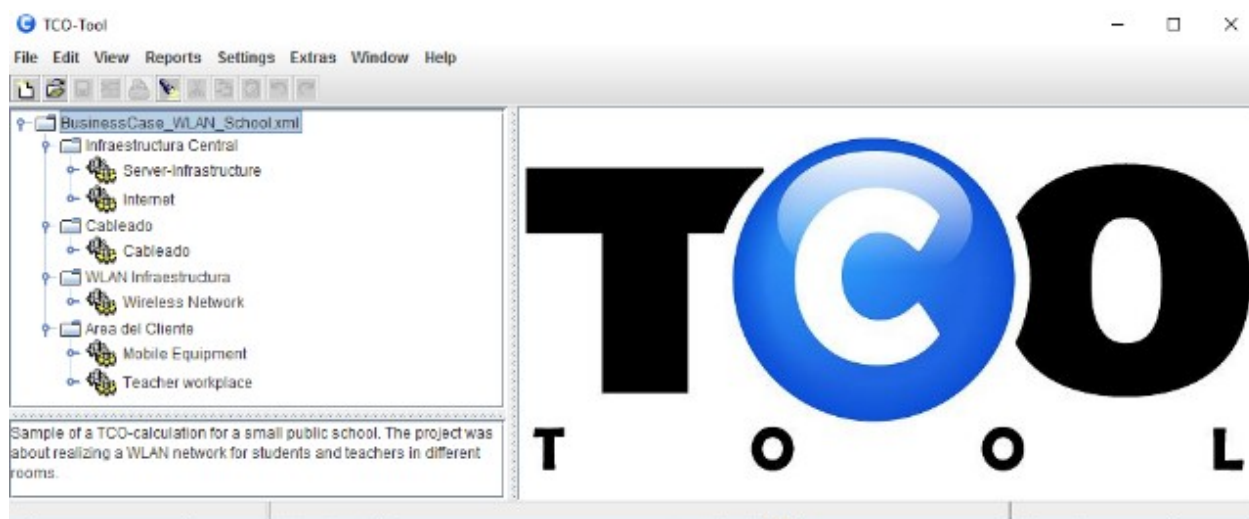 TCO-Tool
File Edit View Reports Settings Extras Window Help
BusinessCase_WLAN_School.xml
Infraestructura Central
Server-Infrastructure
Internet
Cableado
Cableado
WLAN Infraestructura
Wireless Network
Area del Cliente
Mobile Equipment
Teacher workplace
Sample of a TCO-calculation for a small public school. The project was
about realizing a WLAN network for students and teachers in different
rooms.
TCO
TOOL